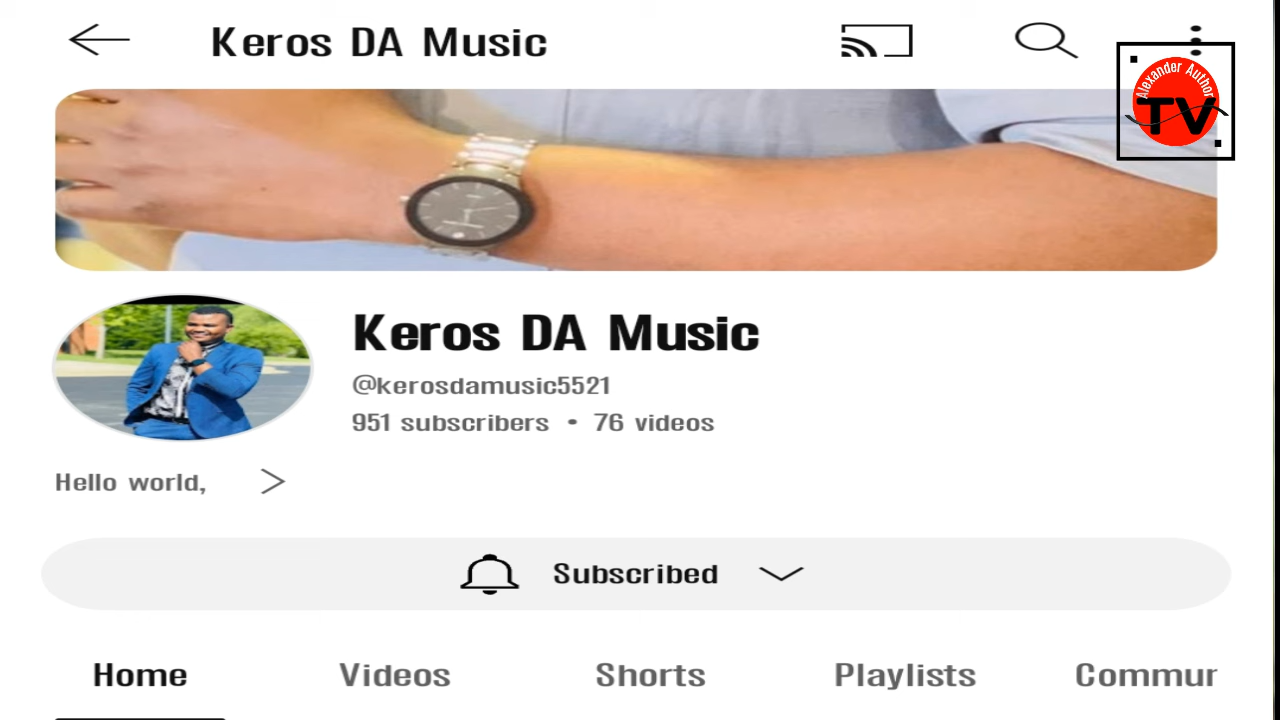 Keros DA Music
Alexander Author
TV
Keros DA Music
@kerosdamusic5521
951 subscribers • 76 videos
Hello world,
Subscribed
Home Videos Shorts Playlists Commur